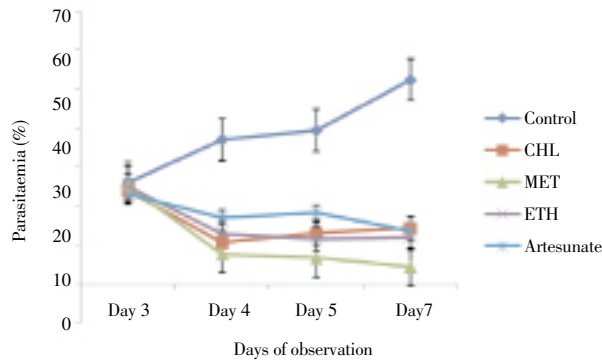 70
60
50
40
30
20
10
0
Parasitaemia (%)
Day 3 Day 4 Day 5 Day7
Days of observation
Control
CHL
MET
ETH
Artesunate